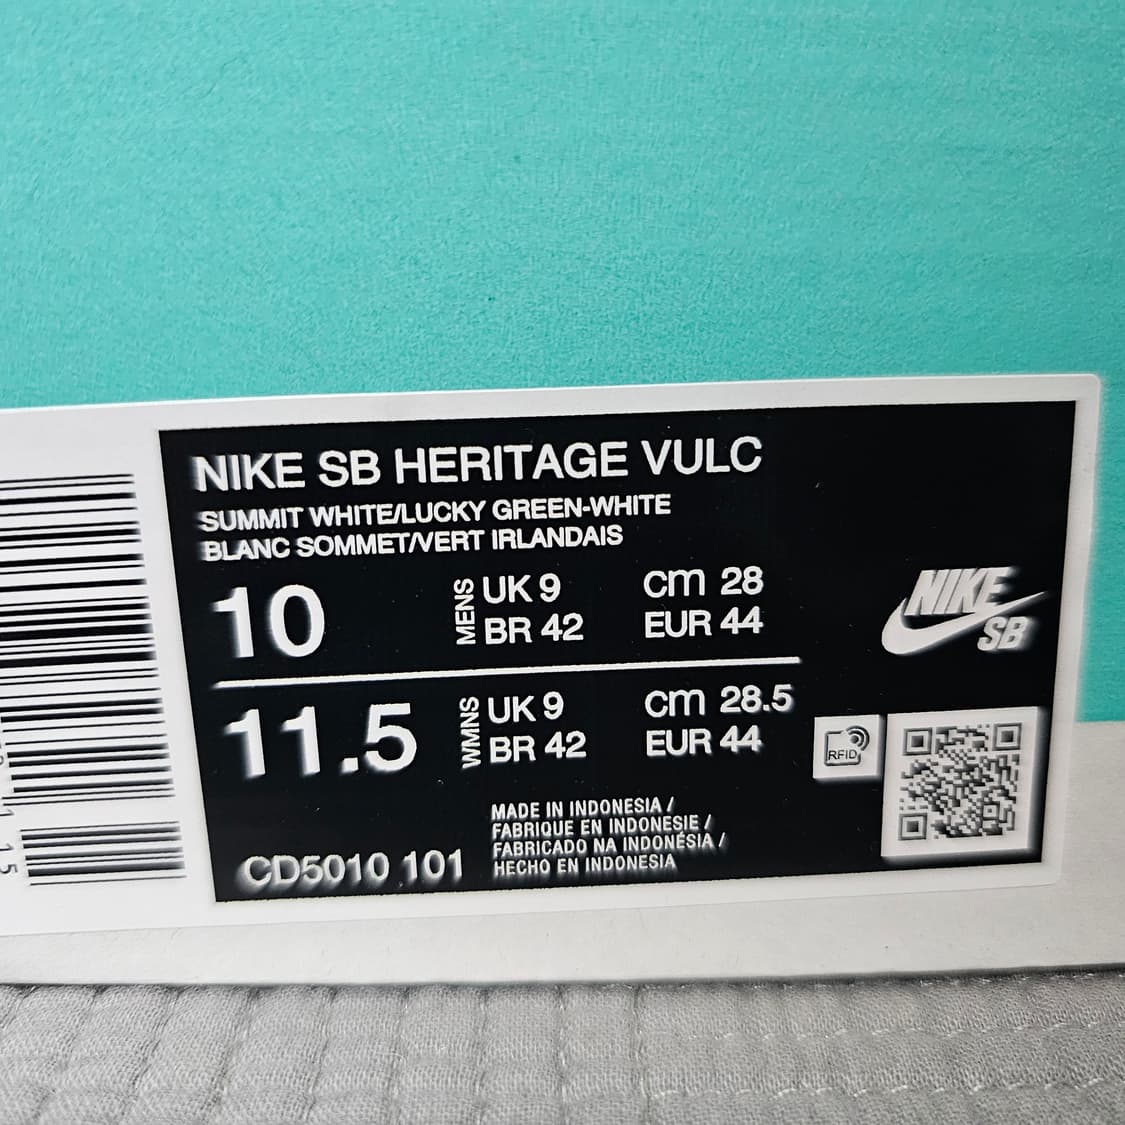 NIKE SB HERITAGE VULC
SUMMIT WHITE/LUCKY GREEN-WHITE
BLANC SOMMET/VERT IRLANDAIS
10
MENS
UK 9
BR 42
cm 28
EUR 44
11.5
WMNS
UK 9
BR 42
cm 28.5
EUR 44
NIKE
SB
RFID
CD5010 101
MADE IN INDONESIA /
FABRIQUE EN INDONESIE /
FABRICADO NA INDONÉSIA /
HECHO EN INDONESIA